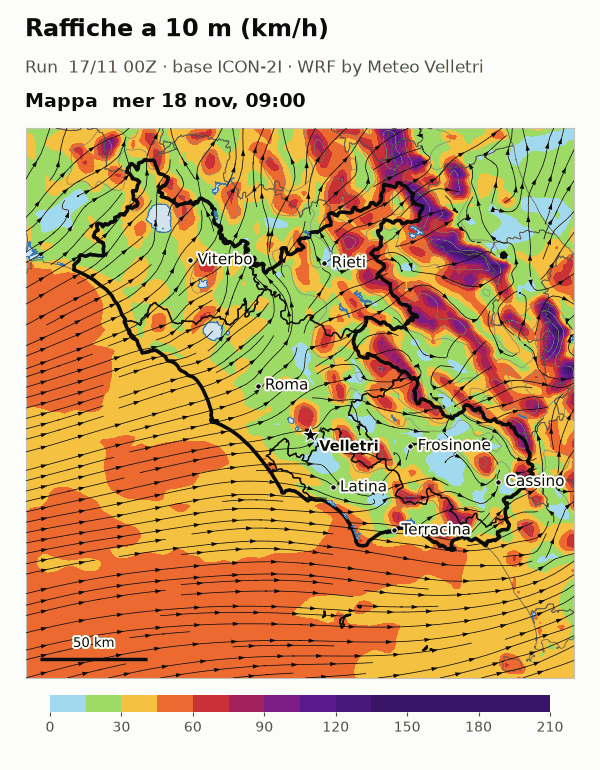 Raffiche a 10 m (km/h)
Run  17/11 00Z · base ICON-2I · WRF by Meteo Velletri
Mappa  mer 18 nov, 09:00
Viterbo
Rieti
Roma
Velletri
Frosinone
Cassino
Latina
Terracina
50 km
0 30 60 90 120 150 180 210